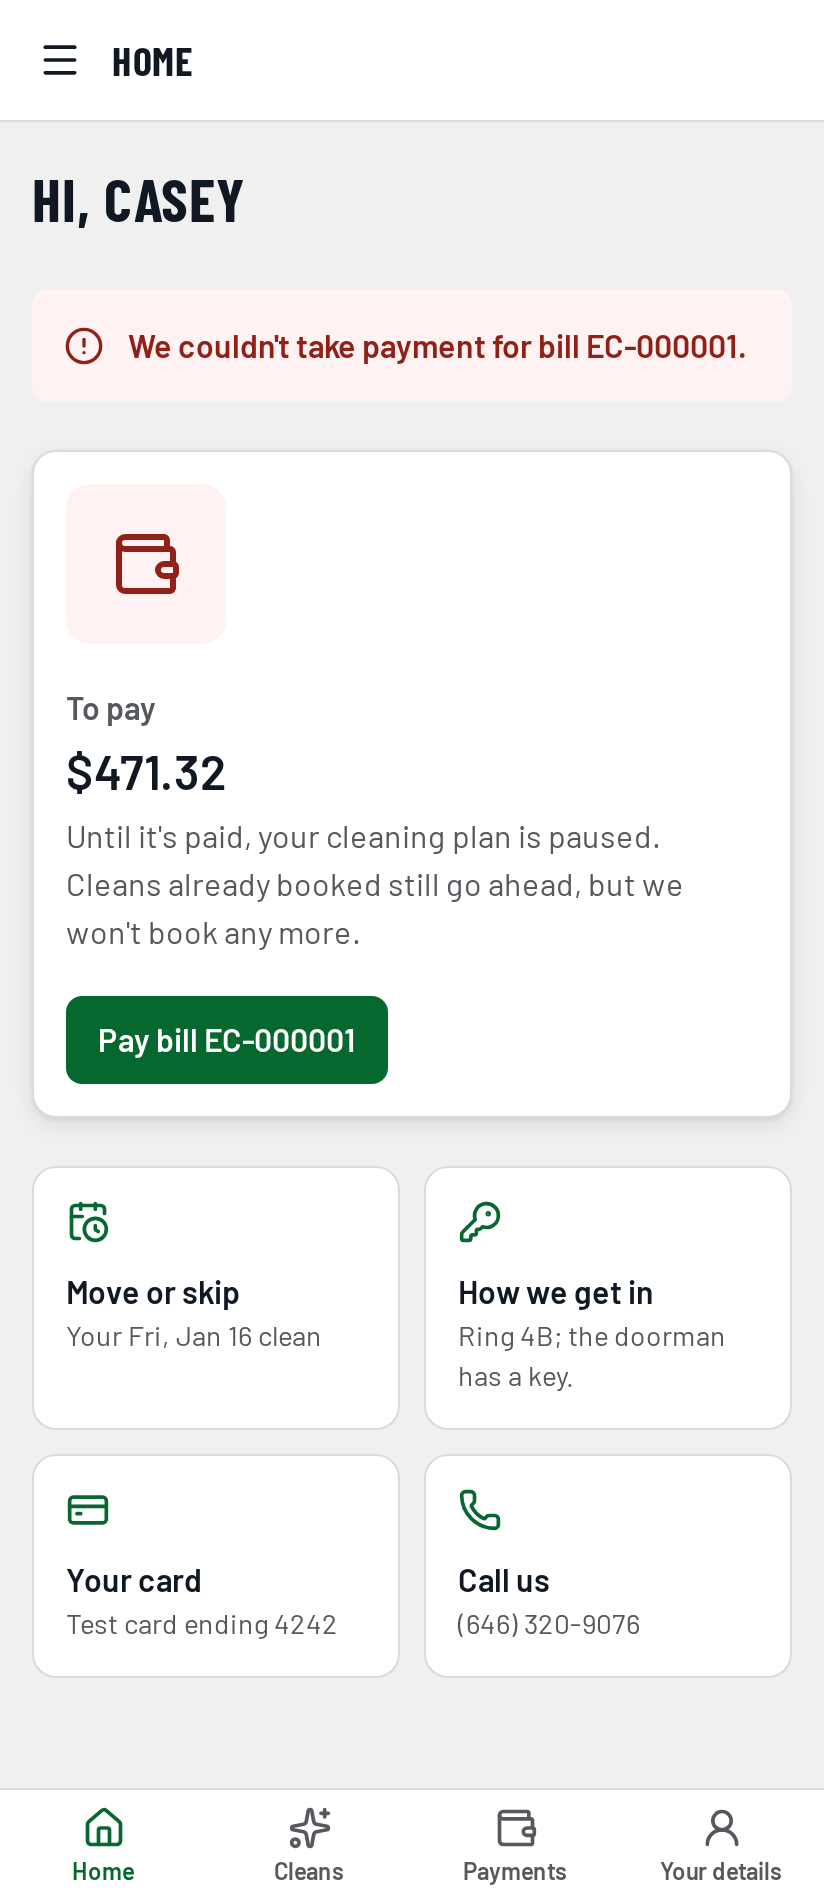 HOME
HI, CASEY
We couldn't take payment for bill EC-000001.
To pay
$471.32
Until it's paid, your cleaning plan is paused.
Cleans already booked still go ahead, but we
won't book any more.
Pay bill EC-000001
Move or skip
Your Fri, Jan 16 clean
How we get in
Ring 4B; the doorman
has a key.
Your card
Test card ending 4242
Call us
(646) 320-9076
Home
Cleans
Payments
Your details